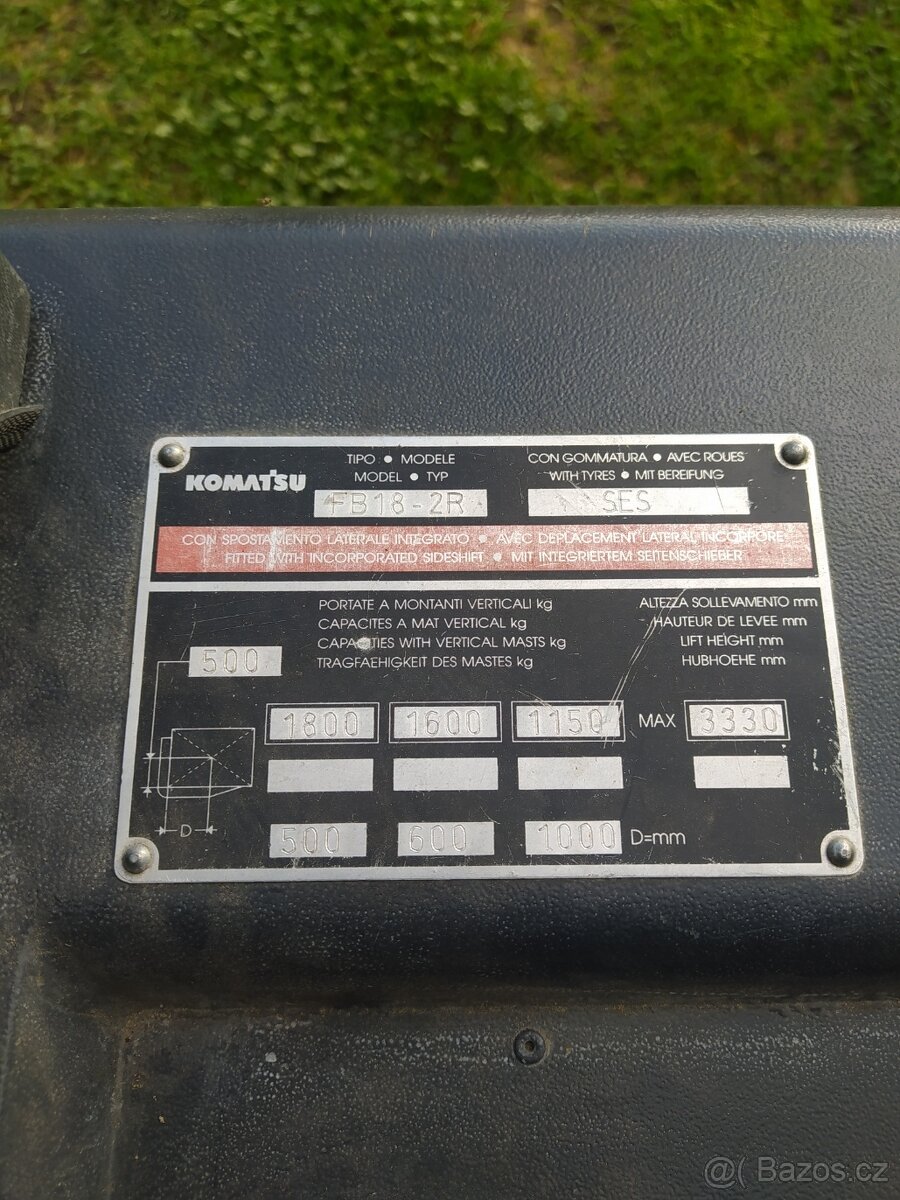 KOMATSU
TIPO • MODELE
MODEL • TYP
FB18-2R
CON GOMMATURA • AVEC ROUES
WITH TYRES • MIT BEREIFUNG
SES
CON SPOSTAMENTO LATERALE INTEGRATO • AVEC DEPLACEMENT LATERAL INCORPORE
FITTED WITH INCORPORATED SIDESHIFT • MIT INTEGRIERTEM SEITENSCHIEBER
PORTATE A MONTANTI VERTICALI kg
CAPACITES A MAT VERTICAL kg
CAPACITIES WITH VERTICAL MASTS kg
TRAGFAEHIGKEIT DES MASTES kg
ALTEZZA SOLLEVAMENTO mm
HAUTEUR DE LEVEE mm
LIFT HEIGHT mm
HUBHOEHE mm
500
1800 1600 1150 MAX 3330
D
500 600 1000 D=mm
@( Bazos.cz